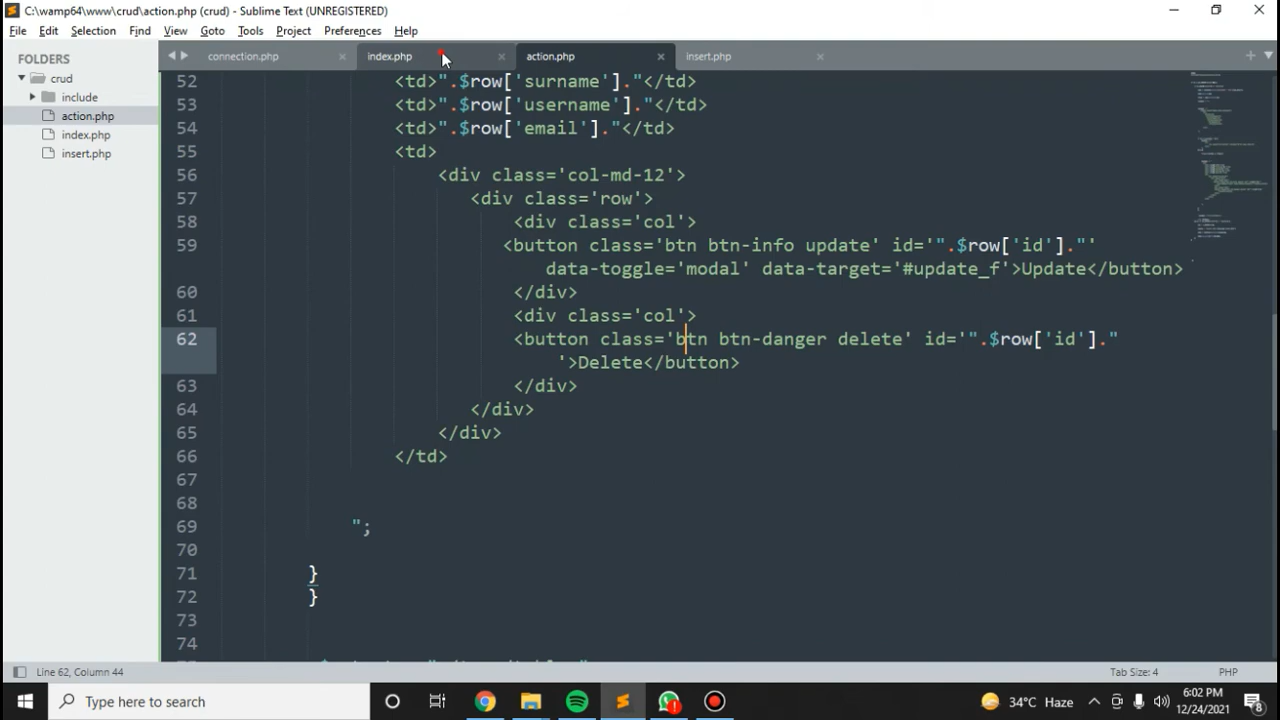 C:\wamp64\www\crud\action.php (crud) - Sublime Text (UNREGISTERED)
File Edit Selection Find View Goto Tools Project Preferences Help
FOLDERS
crud
include
action.php
index.php
insert.php
connection.php index.php action.php insert.php
52 <td>".$row['surname']."</td>
53 <td>".$row['username']."</td>
54 <td>".$row['email']."</td>
55 <td>
56 <div class='col-md-12'>
57 <div class='row'>
58 <div class='col'>
59 <button class='btn btn-info update' id='".$row['id']."'
data-toggle='modal' data-target='#update_f'>Update</button>
60 </div>
61 <div class='col'>
62 <button class='btn btn-danger delete' id='".$row['id']."
'>Delete</button>
63 </div>
64 </div>
65 </div>
66 </td>
67
68
69 ";
70
71 }
72 }
73
74
Line 62, Column 44
Tab Size: 4 PHP
Type here to search
34°C Haze
6:02 PM
12/24/2021
8